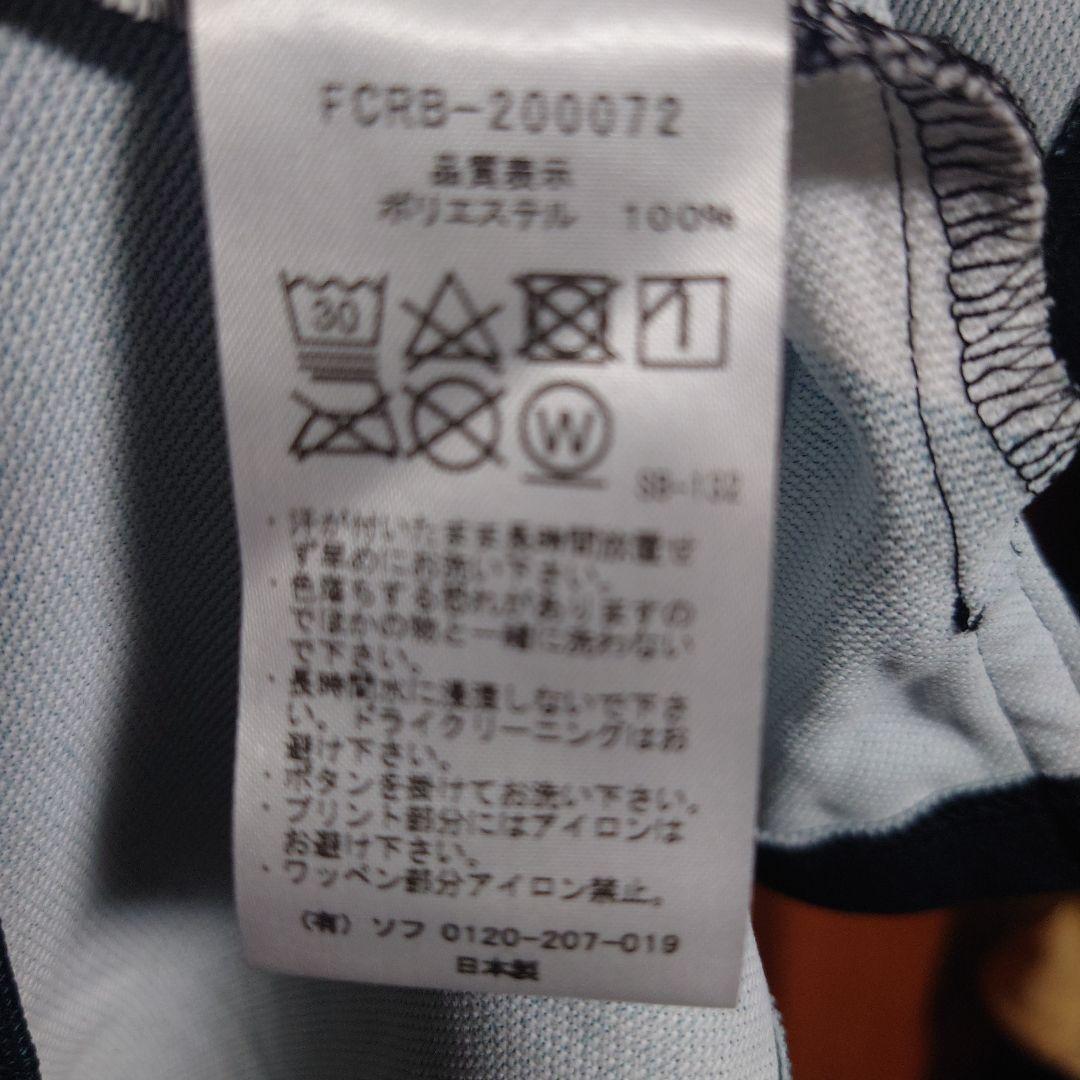 FCRB-200072
品質表示
ポリエステル 100%
30
W
SB-132
・汗が付いたまま長時間放置せ
ず早めにお洗い下さい。
・色落ちする恐れがありますの
でほかの物と一緒に洗わない
で下さい。
・長時間水に浸漬しないで下さ
い。ドライクリーニングはお
避け下さい。
・ボタンを掛けてお洗い下さい。
・プリント部分にはアイロンは
お避け下さい。
・ワッペン部分アイロン禁止。
(有)ソフ 0120-207-019
日本製